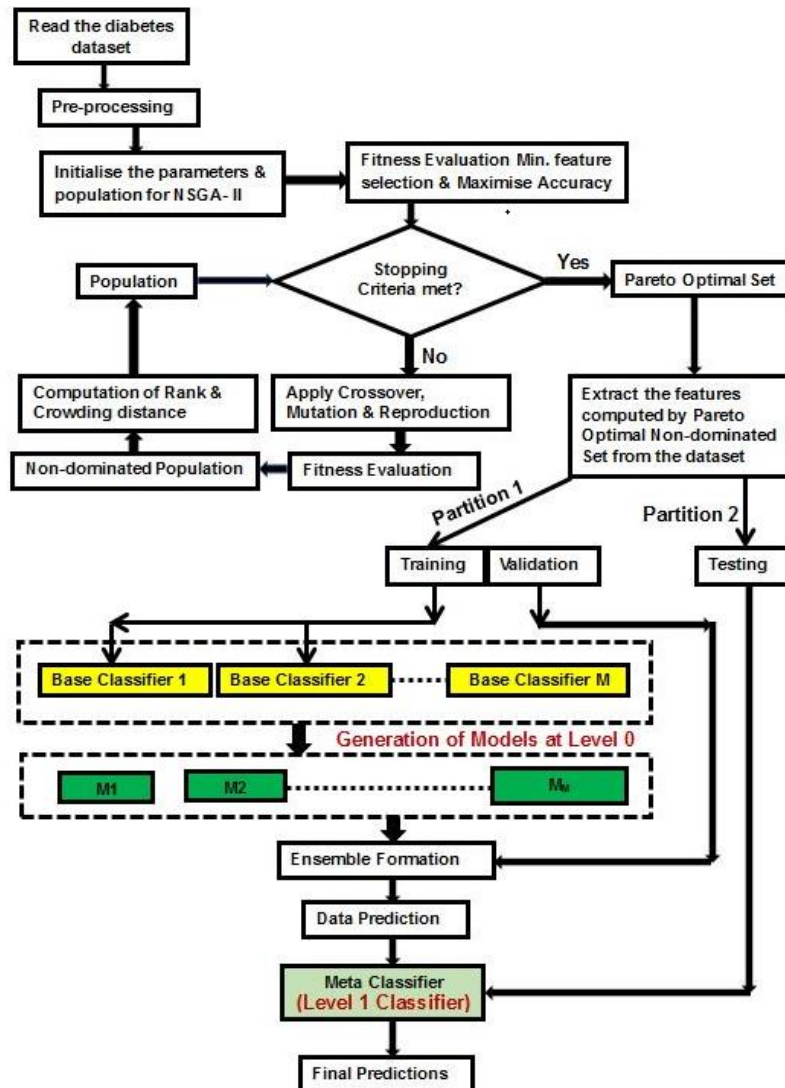 Read the diabetes
dataset
Pre-processing
Initialise the parameters &
population for NSGA- II
Fitness Evaluation Min. feature
selection & Maximise Accuracy
Stopping
Criteria met?
Yes
Pareto Optimal Set
Population
No
Computation of Rank &
Crowding distance
Apply Crossover,
Mutation & Reproduction
Extract the features
computed by Pareto
Optimal Non-dominated
Set from the dataset
Non-dominated Population
Fitness Evaluation
Partition 1
Partition 2
Training
Validation
Testing
Base Classifier 1
Base Classifier 2
Base Classifier M
Generation of Models at Level 0
M1
M2
MM
Ensemble Formation
Data Prediction
Meta Classifier
(Level 1 Classifier)
Final Predictions